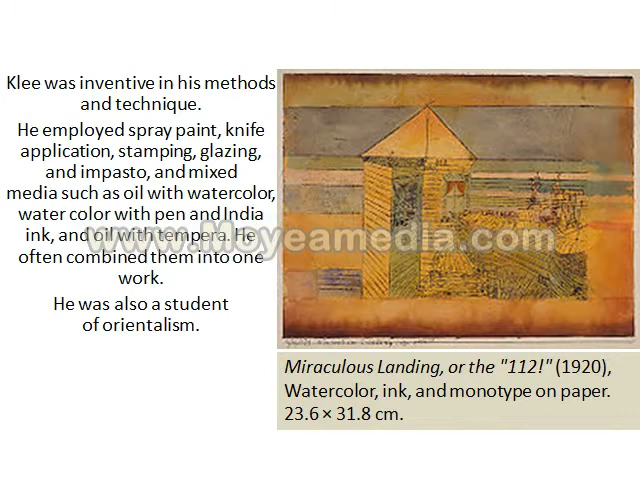 Klee was inventive in his methods
and technique.
He employed spray paint, knife
application, stamping, glazing,
and impasto, and mixed
media such as oil with watercolor,
water color with pen and India
ink, and oil with tempera. He
often combined them into one
work.
He was also a student
of orientalism.
www.Moyeamedia.com
Miraculous Landing, or the "112!" (1920),
Watercolor, ink, and monotype on paper.
23.6 × 31.8 cm.